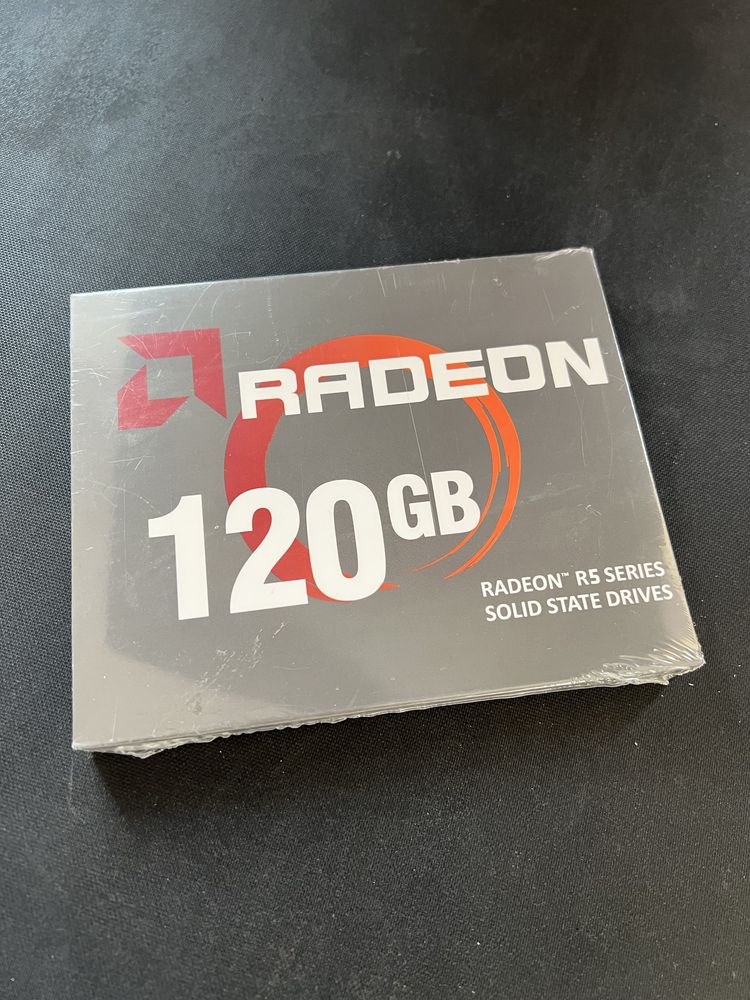 RADEON
120GB
RADEON™ R5 SERIES
SOLID STATE DRIVES